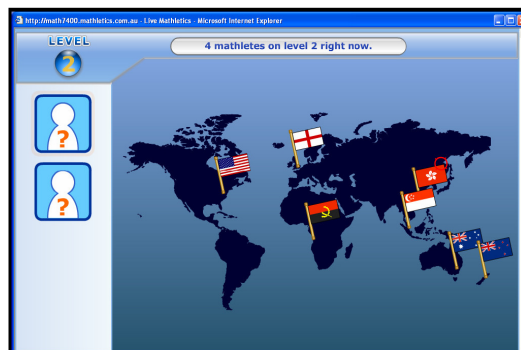 http://math7400.mathletics.com.au - Live Mathletics - Microsoft Internet Explorer
LEVEL
2
4 mathletes on level 2 right now.
?
?